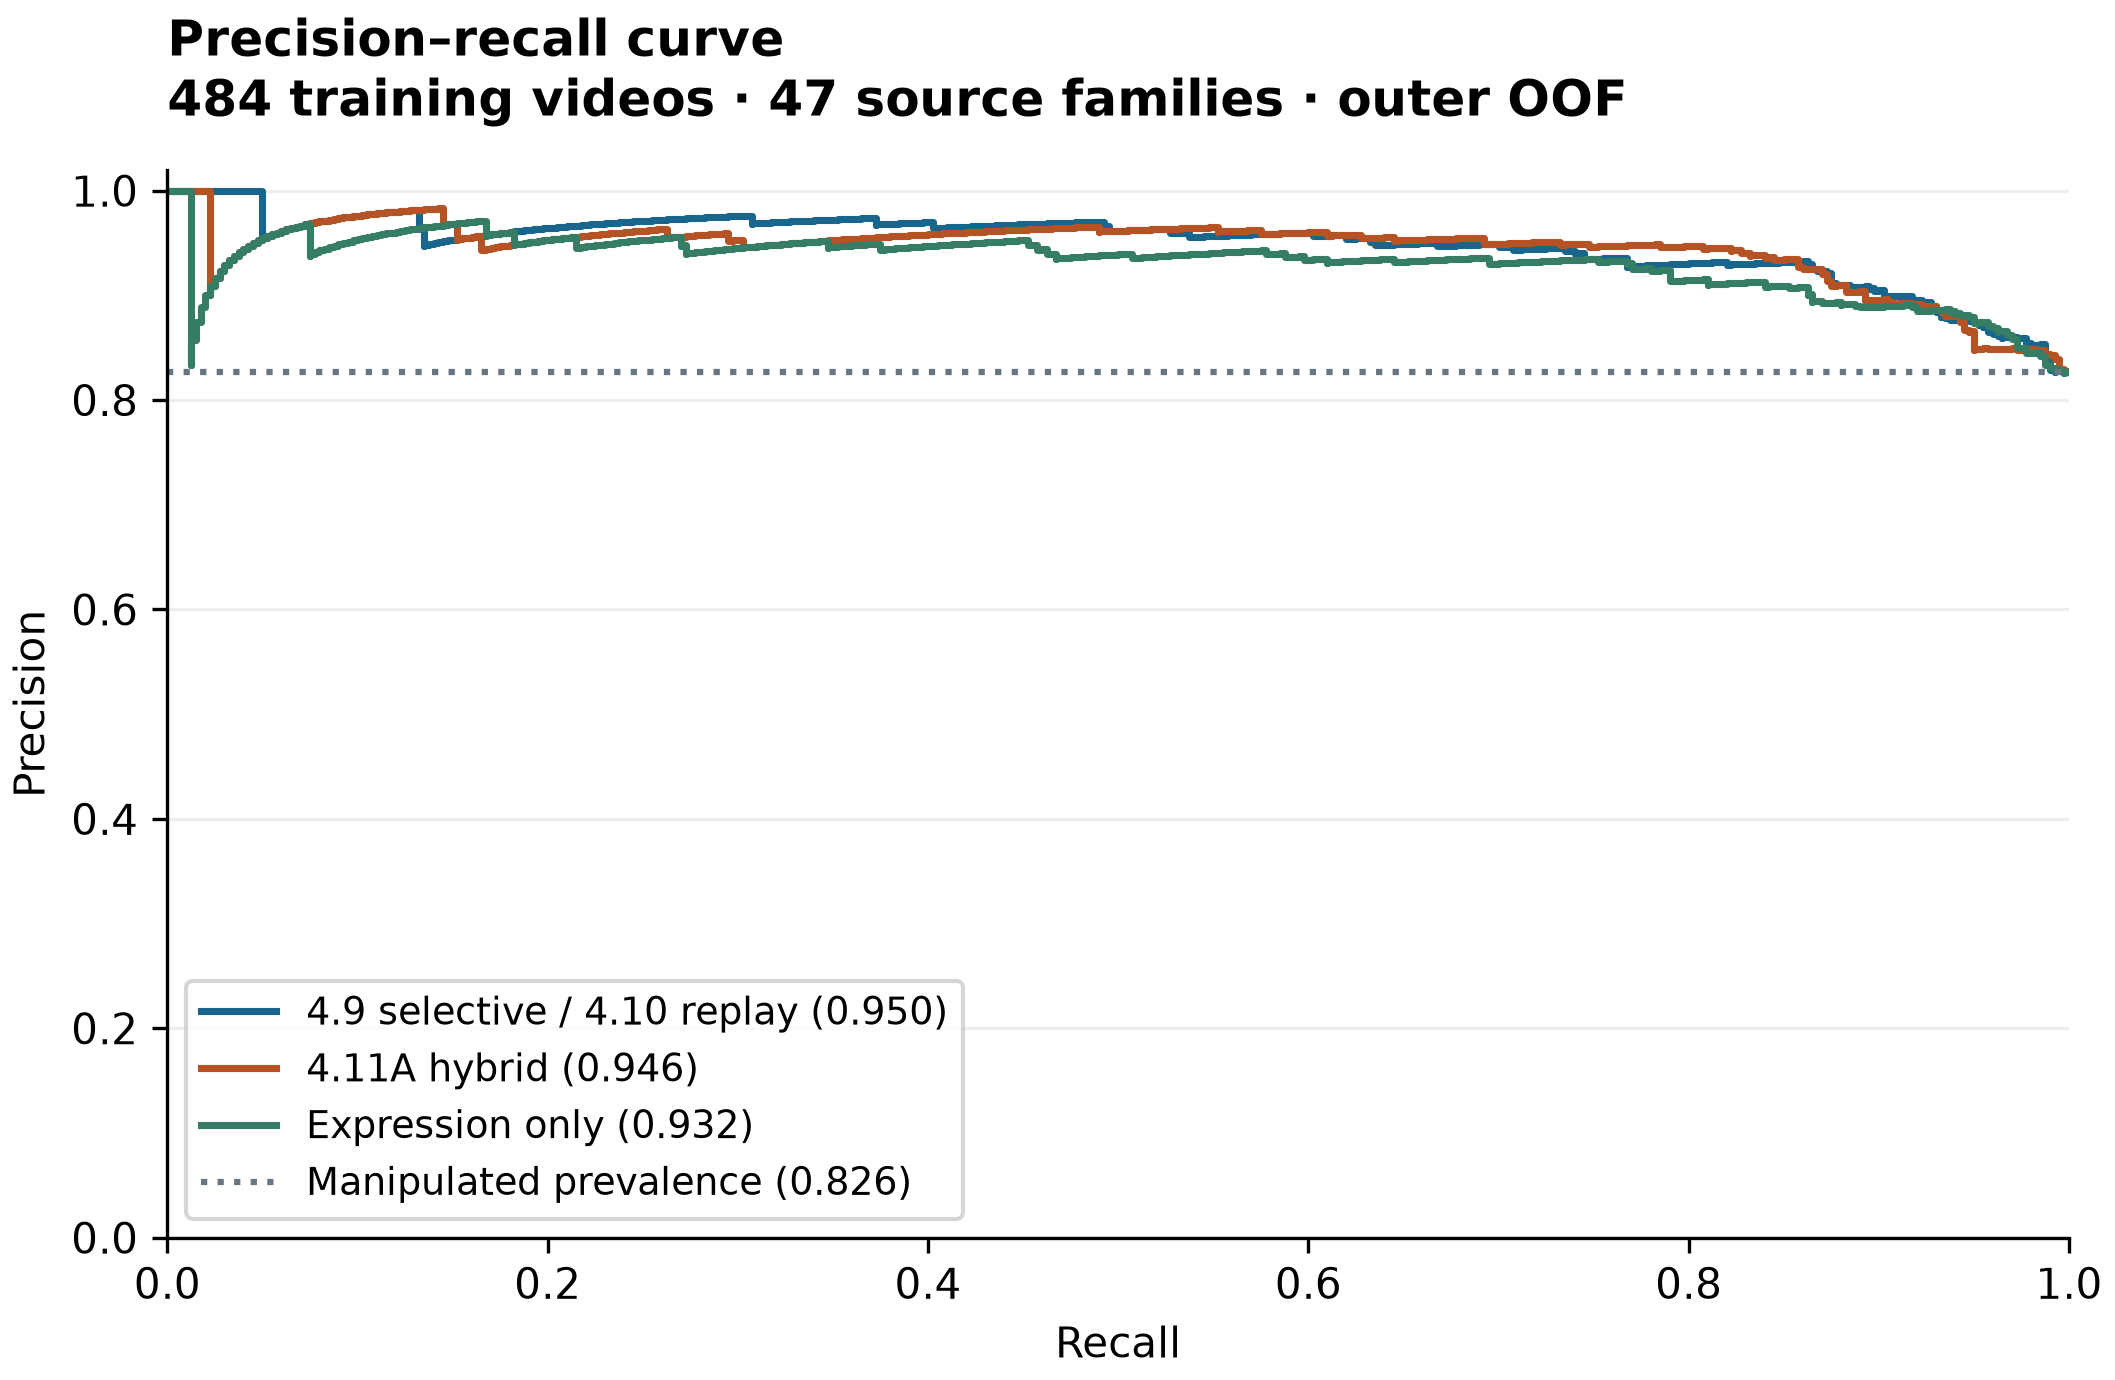 Precision–recall curve
484 training videos · 47 source families · outer OOF
1.0
0.8
0.6
0.4
0.2
0.0
Precision
4.9 selective / 4.10 replay (0.950)
4.11A hybrid (0.946)
Expression only (0.932)
Manipulated prevalence (0.826)
0.0
0.2
0.4
0.6
0.8
1.0
Recall